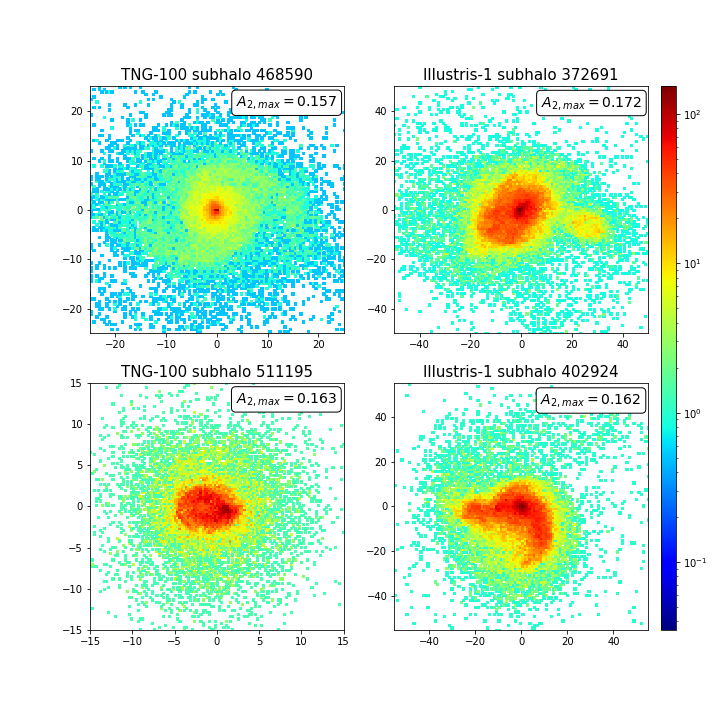 TNG-100 subhalo 468590
A2,max = 0.157
20
10
0
−10
−20
−20 −10 0 10 20
Illustris-1 subhalo 372691
A2,max = 0.172
40
20
0
−20
−40
−40 −20 0 20 40
TNG-100 subhalo 511195
A2,max = 0.163
15
10
5
0
−5
−10
−15
−15 −10 −5 0 5 10 15
Illustris-1 subhalo 402924
A2,max = 0.162
40
20
0
−20
−40
−40 −20 0 20 40
10²
10¹
10⁰
10⁻¹